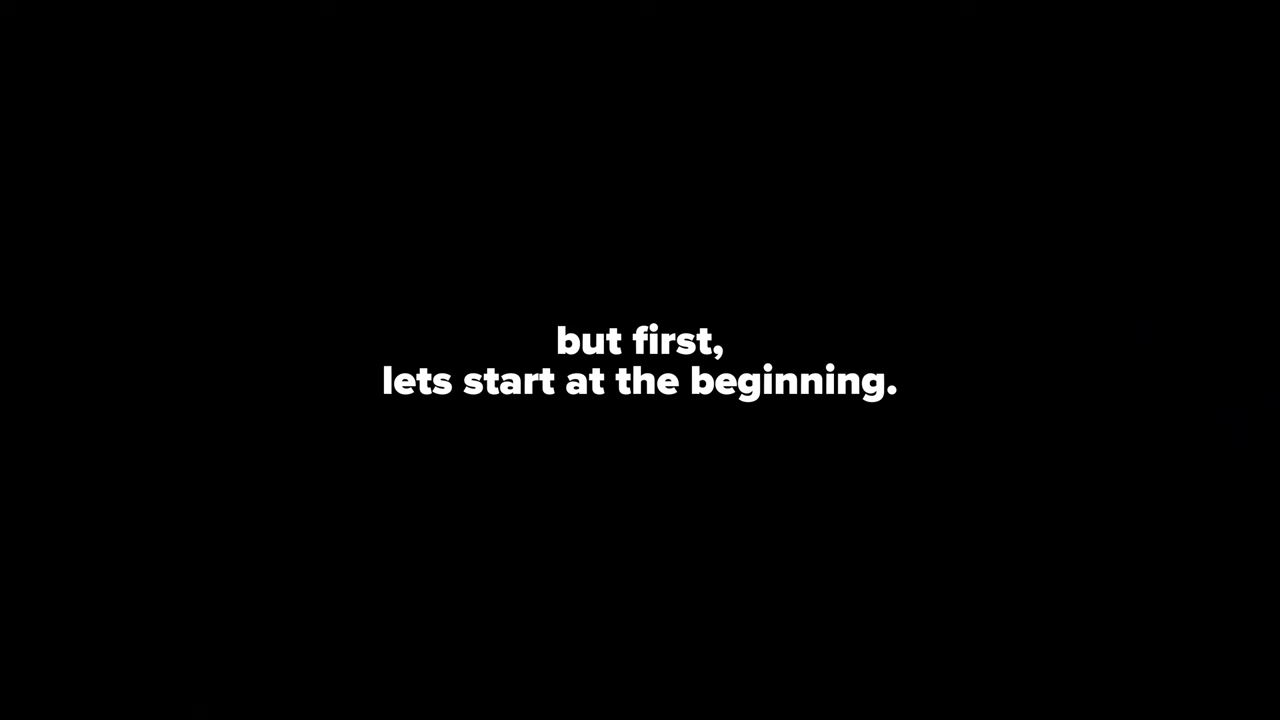 but first,
lets start at the beginning.